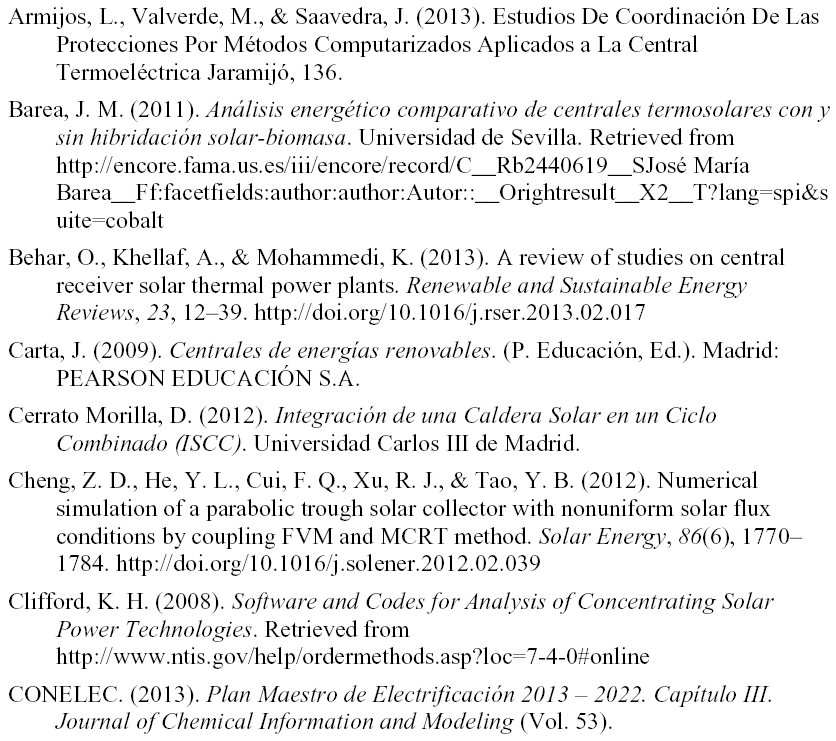 Armijos, L., Valverde, M., & Saavedra, J. (2013). Estudios De Coordinación De Las
Protecciones Por Métodos Computarizados Aplicados a La Central
Termoeléctrica Jaramijó, 136.
Barea, J. M. (2011). Análisis energético comparativo de centrales termosolares con y
sin hibridación solar-biomasa. Universidad de Sevilla. Retrieved from
http://encore.fama.us.es/iii/encore/record/C__Rb2440619__SJosé María
Barea__Ff:facetfields:author:author:Autor::__Orightresult__X2__T?lang=spi&s
uite=cobalt
Behar, O., Khellaf, A., & Mohammedi, K. (2013). A review of studies on central
receiver solar thermal power plants. Renewable and Sustainable Energy
Reviews, 23, 12–39. http://doi.org/10.1016/j.rser.2013.02.017
Carta, J. (2009). Centrales de energías renovables. (P. Educación, Ed.). Madrid:
PEARSON EDUCACIÓN S.A.
Cerrato Morilla, D. (2012). Integración de una Caldera Solar en un Ciclo
Combinado (ISCC). Universidad Carlos III de Madrid.
Cheng, Z. D., He, Y. L., Cui, F. Q., Xu, R. J., & Tao, Y. B. (2012). Numerical
simulation of a parabolic trough solar collector with nonuniform solar flux
conditions by coupling FVM and MCRT method. Solar Energy, 86(6), 1770–
1784. http://doi.org/10.1016/j.solener.2012.02.039
Clifford, K. H. (2008). Software and Codes for Analysis of Concentrating Solar
Power Technologies. Retrieved from
http://www.ntis.gov/help/ordermethods.asp?loc=7-4-0#online
CONELEC. (2013). Plan Maestro de Electrificación 2013 – 2022. Capítulo III.
Journal of Chemical Information and Modeling (Vol. 53).